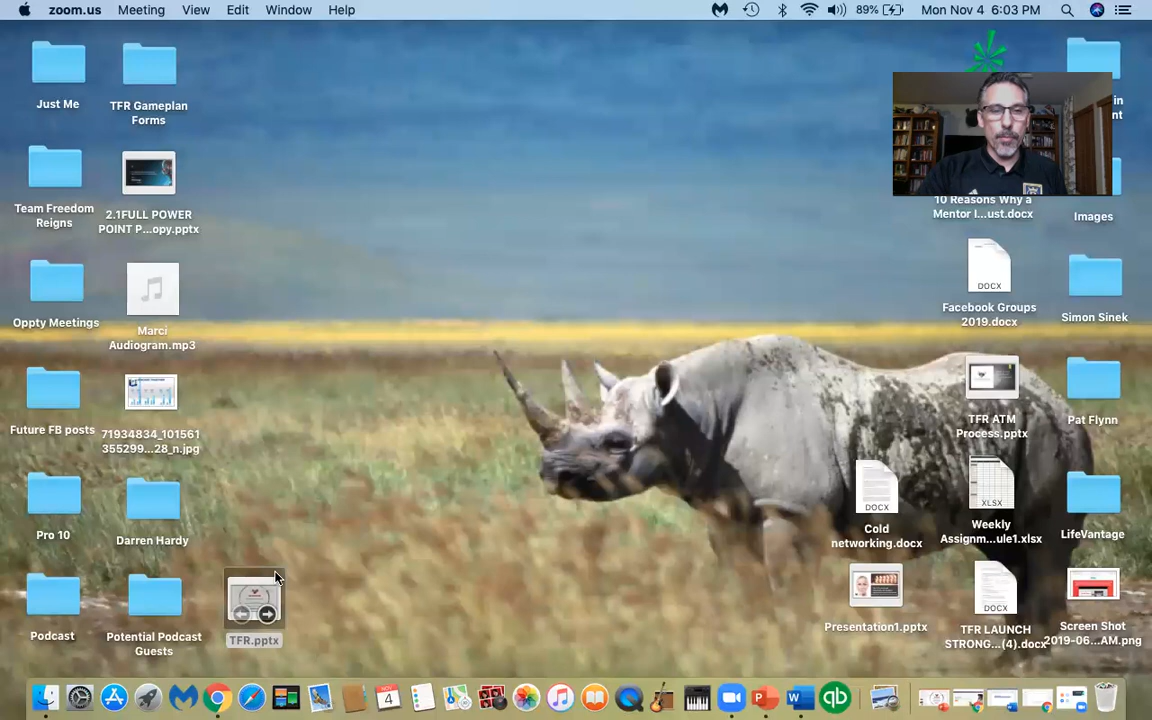 zoom.us Meeting View Edit Window Help
89% Mon Nov 4 6:03 PM
Just Me
TFR Gameplan
Forms
Team Freedom
Reigns
2.1FULL POWER
POINT P...opy.pptx
Oppty Meetings
Marci
Audiogram.mp3
Future FB posts
71934834_101561
355299...28_n.jpg
Pro 10
Darren Hardy
Podcast
Potential Podcast
Guests
TFR.pptx
in
nt
10 Reasons Why a
Mentor I...ust.docx
Images
DOCX
Facebook Groups
2019.docx
Simon Sinek
TFR ATM
Process.pptx
Pat Flynn
DOCX
Cold
networking.docx
XLSX
Weekly
Assignm...ule1.xlsx
LifeVantage
Presentation1.pptx
DOCX
TFR LAUNCH
STRONG...(4).docx
Screen Shot
2019-06...AM.png
NOV
4